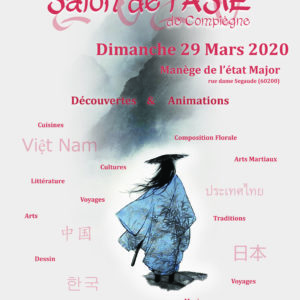 Salon de l'ASIE
de Compiègne
Dimanche 29 Mars 2020
Manège de l'état Major
rue dame Segaude (60200)
Découvertes & Animations
Cuisines
Composition Florale
Việt Nam
Arts Martiaux
Cultures
Littérature
ประเทศไทย
Voyages
Arts
Traditions
中国
日本
Dessin
한국
Voyages